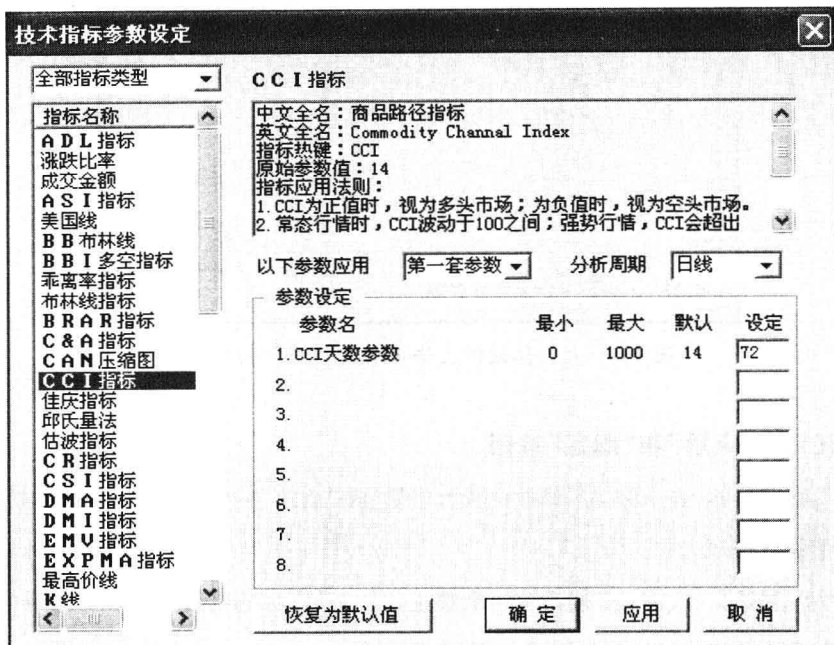 技术指标参数设定
全部指标类型
指标名称
ADL指标
涨跌比率
成交金额
ASI指标
美国线
BB布林线
BBI多空指标
乖离率指标
布林线指标
BRAR指标
C&A指标
CAN压缩图
CCI指标
佳庆指标
邱氏量法
估波指标
CR指标
CSI指标
DMA指标
DMI指标
EMV指标
EXPMA指标
最高价线
K线
CCI指标
中文全名：商品路径指标
英文全名：Commodity Channal Index
指标热键：CCI
原始参数值：14
指标应用法则：
1.CCI为正值时，视为多头市场；为负值时，视为空头市场。
2.常态行情时，CCI波动于100之间；强势行情，CCI会超出
以下参数应用 第一套参数 分析周期 日线
参数设定
参数名 最小 最大 默认 设定
1.CCI天数参数 0 1000 14 72
2.
3.
4.
5.
6.
7.
8.
恢复为默认值 确定 应用 取消